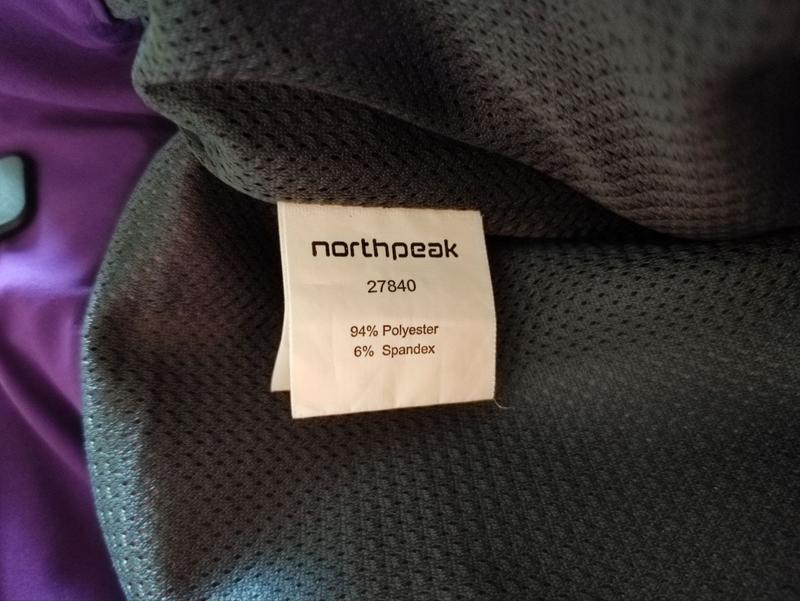 northpeak
27840
94% Polyester
6% Spandex